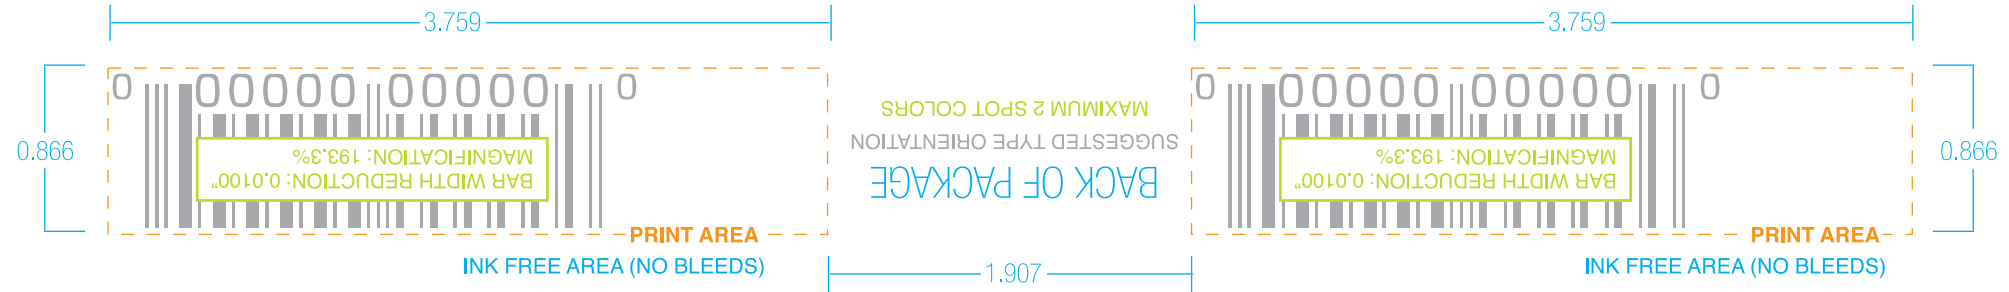 3.759
3.759
0 00000 00000 0
0 00000 00000 0
0.866
0.866
BAR WIDTH REDUCTION: 0.0100"
MAGNIFICATION: 193.3%
BACK OF PACKAGE
SUGGESTED TYPE ORIENTATION
MAXIMUM 2 SPOT COLORS
BAR WIDTH REDUCTION: 0.0100"
MAGNIFICATION: 193.3%
PRINT AREA
PRINT AREA
INK FREE AREA (NO BLEEDS)
1.907
INK FREE AREA (NO BLEEDS)